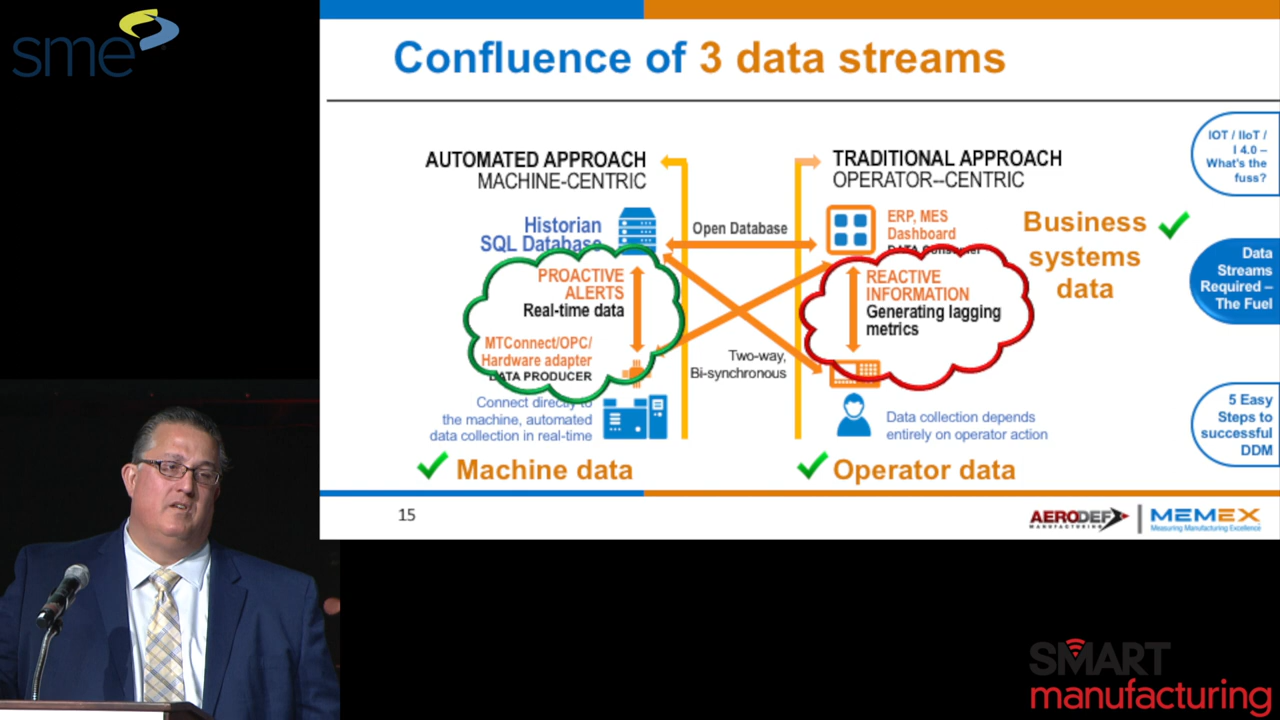 sme
Confluence of 3 data streams
AUTOMATED APPROACH
MACHINE-CENTRIC
TRADITIONAL APPROACH
OPERATOR--CENTRIC
Historian
SQL Database
Open Database
ERP, MES
Dashboard
DATA Consumer
Business
systems
data
PROACTIVE
ALERTS
Real-time data
REACTIVE
INFORMATION
Generating lagging
metrics
MTConnect/OPC/
Hardware adapter
DATA PRODUCER
Two-way,
Bi-synchronous
Connect directly to
the machine, automated
data collection in real-time
Data collection depends
entirely on operator action
Machine data
Operator data
IOT / IIoT /
I 4.0 –
What's the
fuss?
Data
Streams
Required –
The Fuel
5 Easy
Steps to
successful
DDM
15
AERODEF
MANUFACTURING
MEMEX
Measuring Manufacturing Excellence
SMART
manufacturing